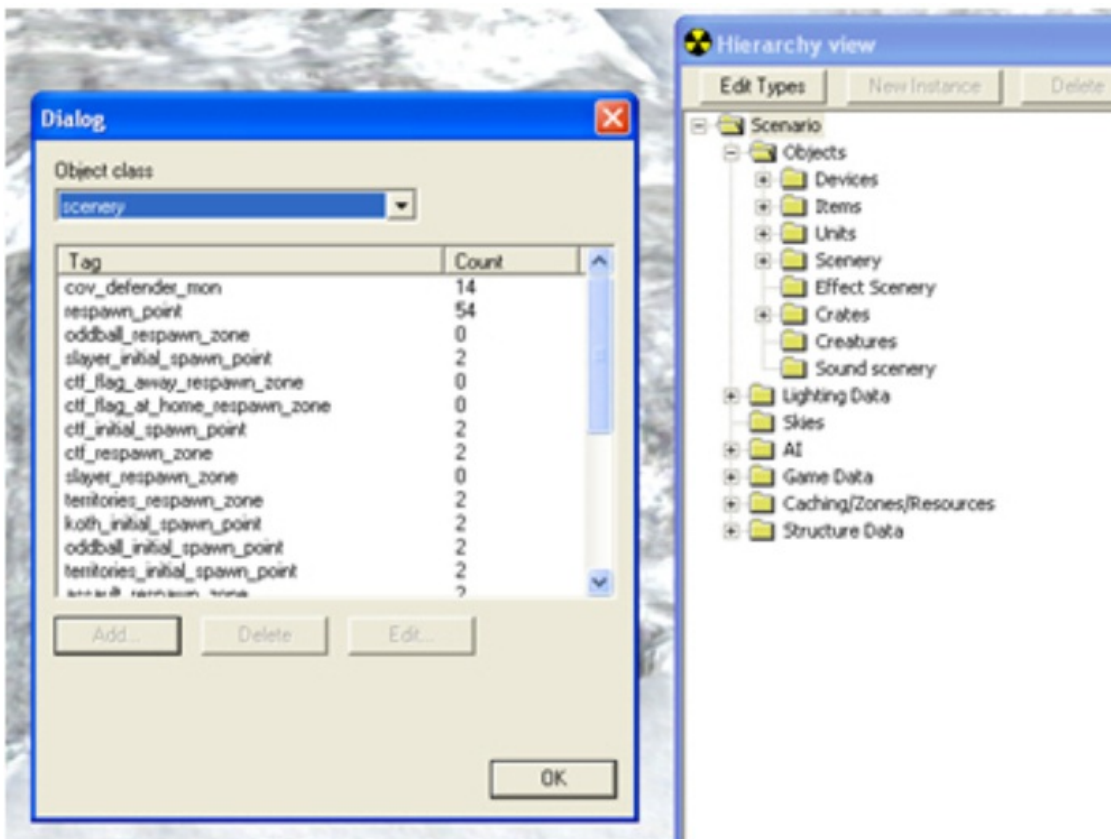 Dialog
Object class
scenery
Tag Count
cov_defender_mon 14
respawn_point 54
oddball_respawn_zone 0
slayer_initial_spawn_point 2
ctf_flag_away_respawn_zone 0
ctf_flag_at_home_respawn_zone 0
ctf_initial_spawn_point 2
ctf_respawn_zone 2
slayer_respawn_zone 0
territories_respawn_zone 2
koth_initial_spawn_point 2
oddball_initial_spawn_point 2
territories_initial_spawn_point 2
assault_respawn_zone 2
Add... Delete Edit...
OK
Hierarchy view
Edit Types New Instance Delete
Scenario
Objects
Devices
Items
Units
Scenery
Effect Scenery
Crates
Creatures
Sound scenery
Lighting Data
Skies
AI
Game Data
Caching/Zones/Resources
Structure Data